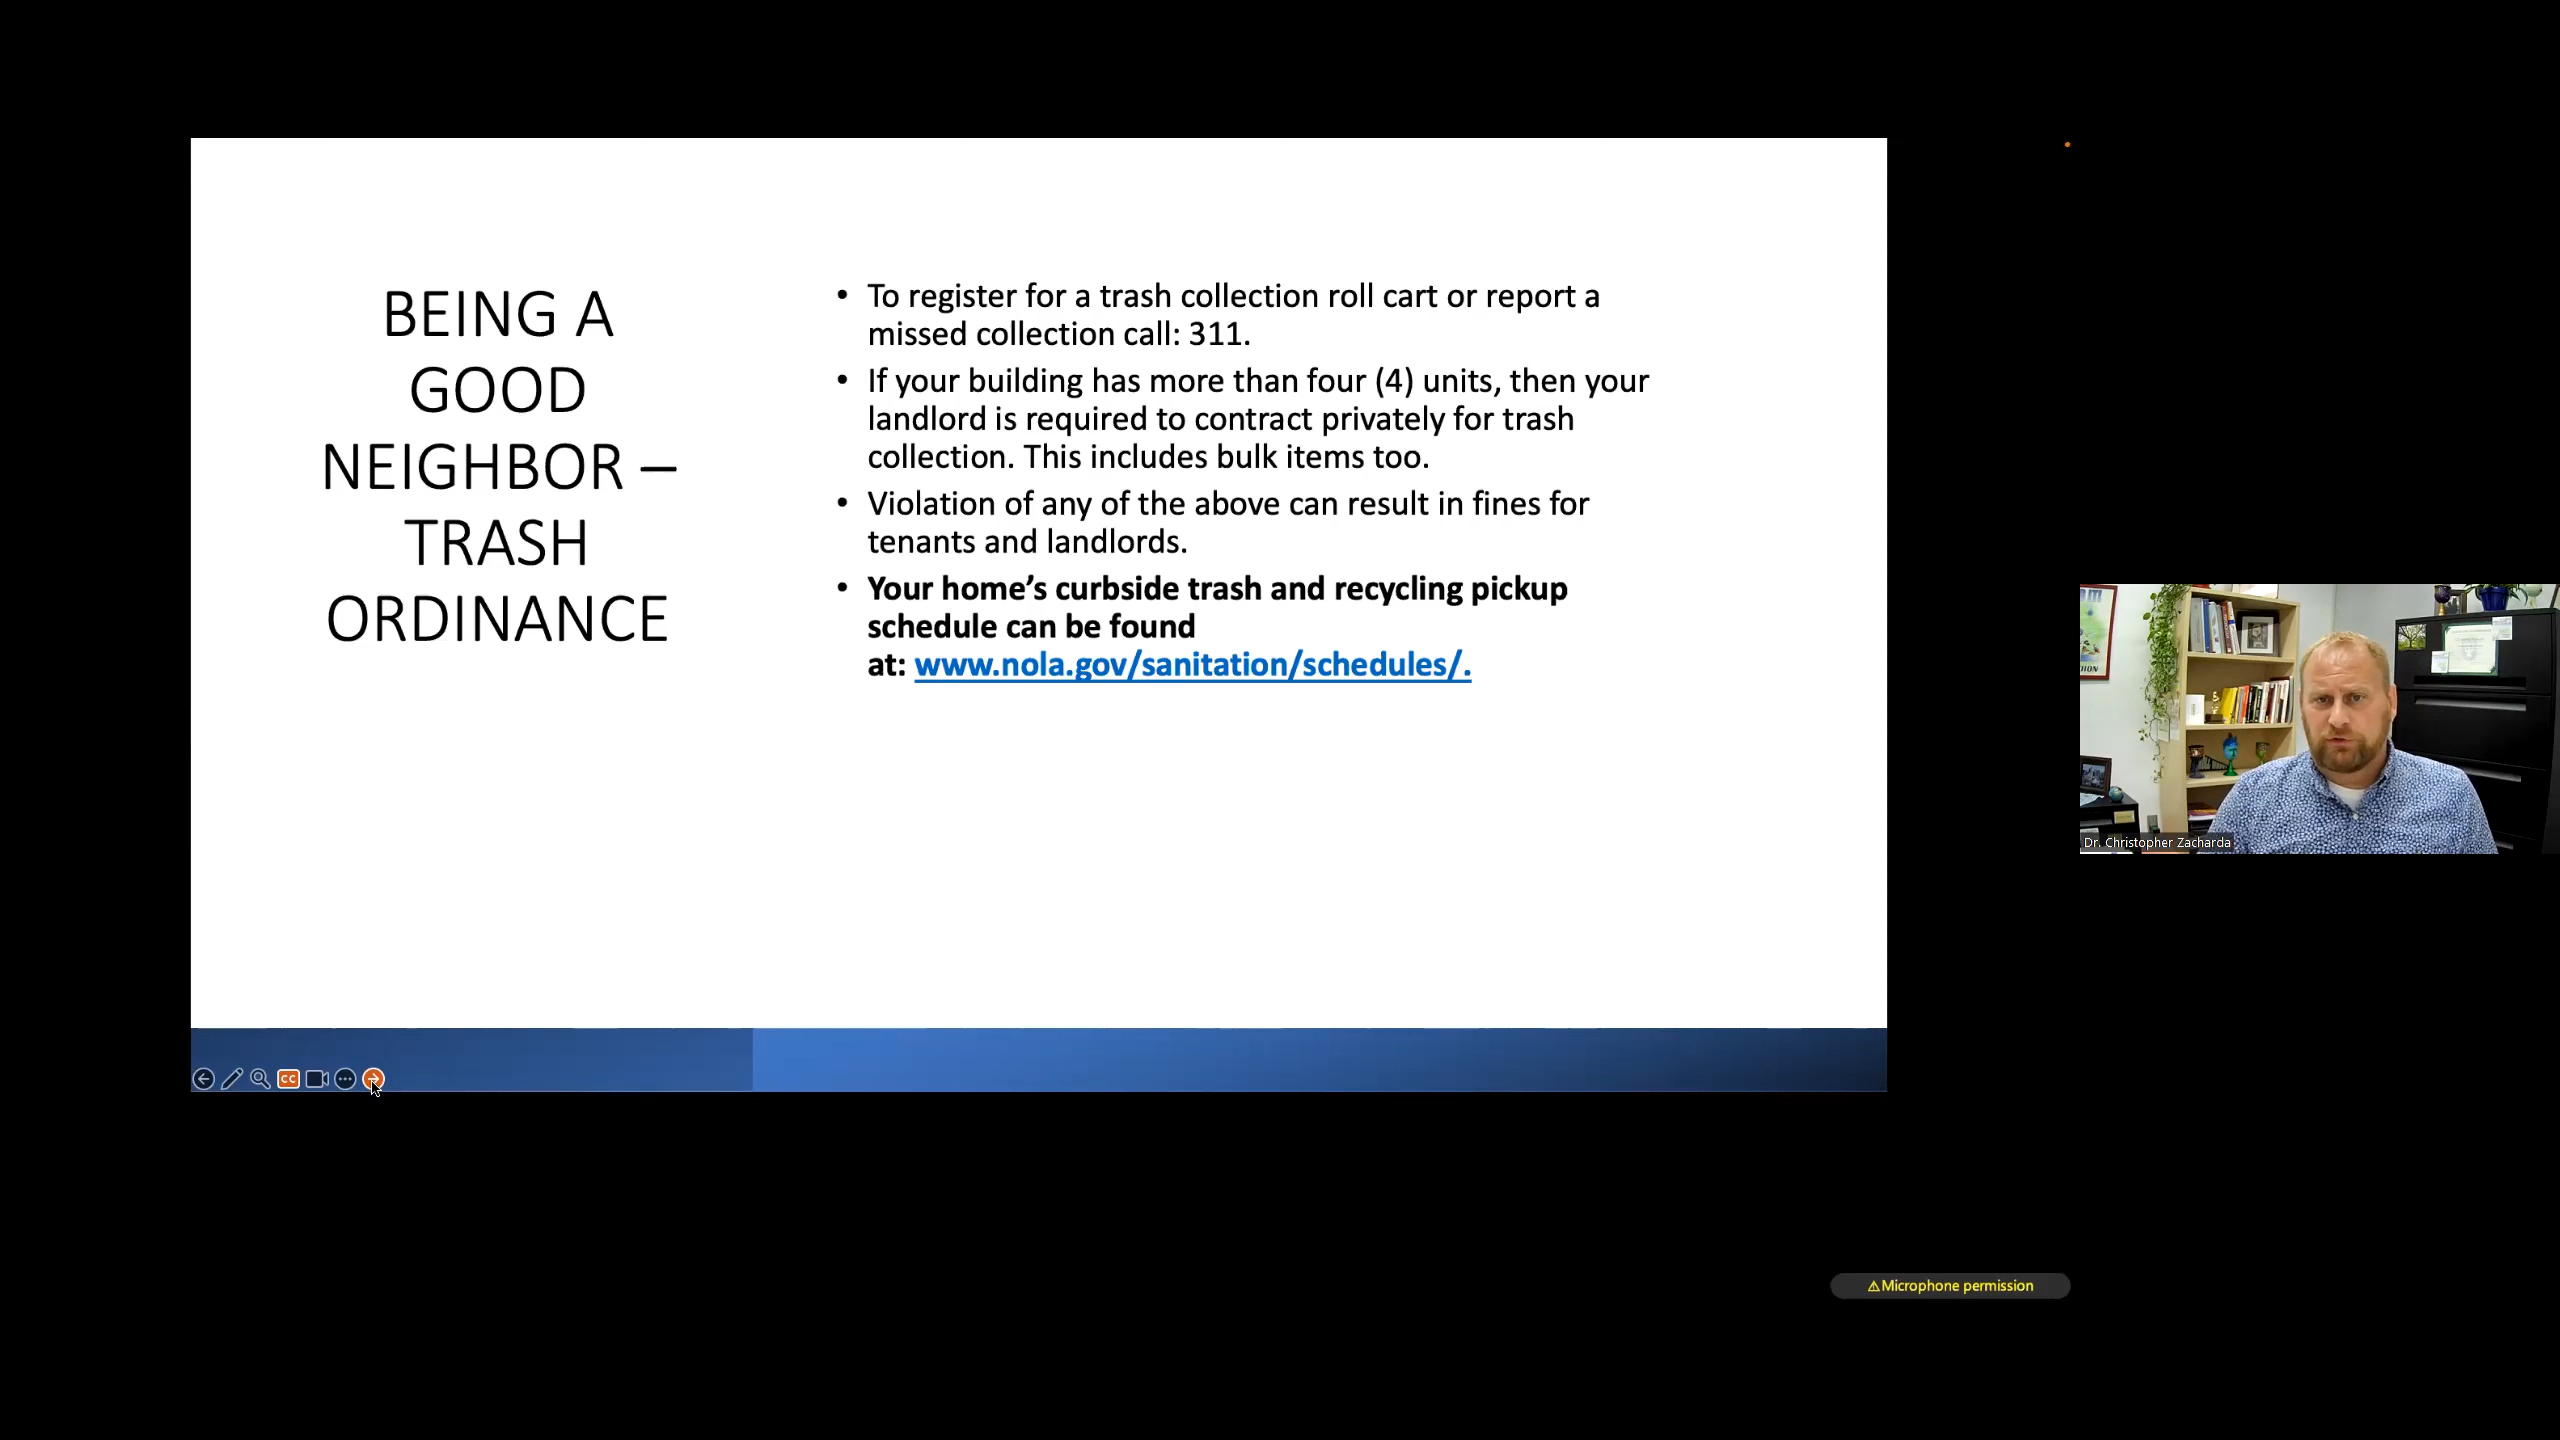 BEING A
GOOD
NEIGHBOR –
TRASH
ORDINANCE
• To register for a trash collection roll cart or report a
missed collection call: 311.
• If your building has more than four (4) units, then your
landlord is required to contract privately for trash
collection. This includes bulk items too.
• Violation of any of the above can result in fines for
tenants and landlords.
• Your home’s curbside trash and recycling pickup
schedule can be found
at: www.nola.gov/sanitation/schedules/.
CC
Dr. Christopher Zacharda
⚠Microphone permission